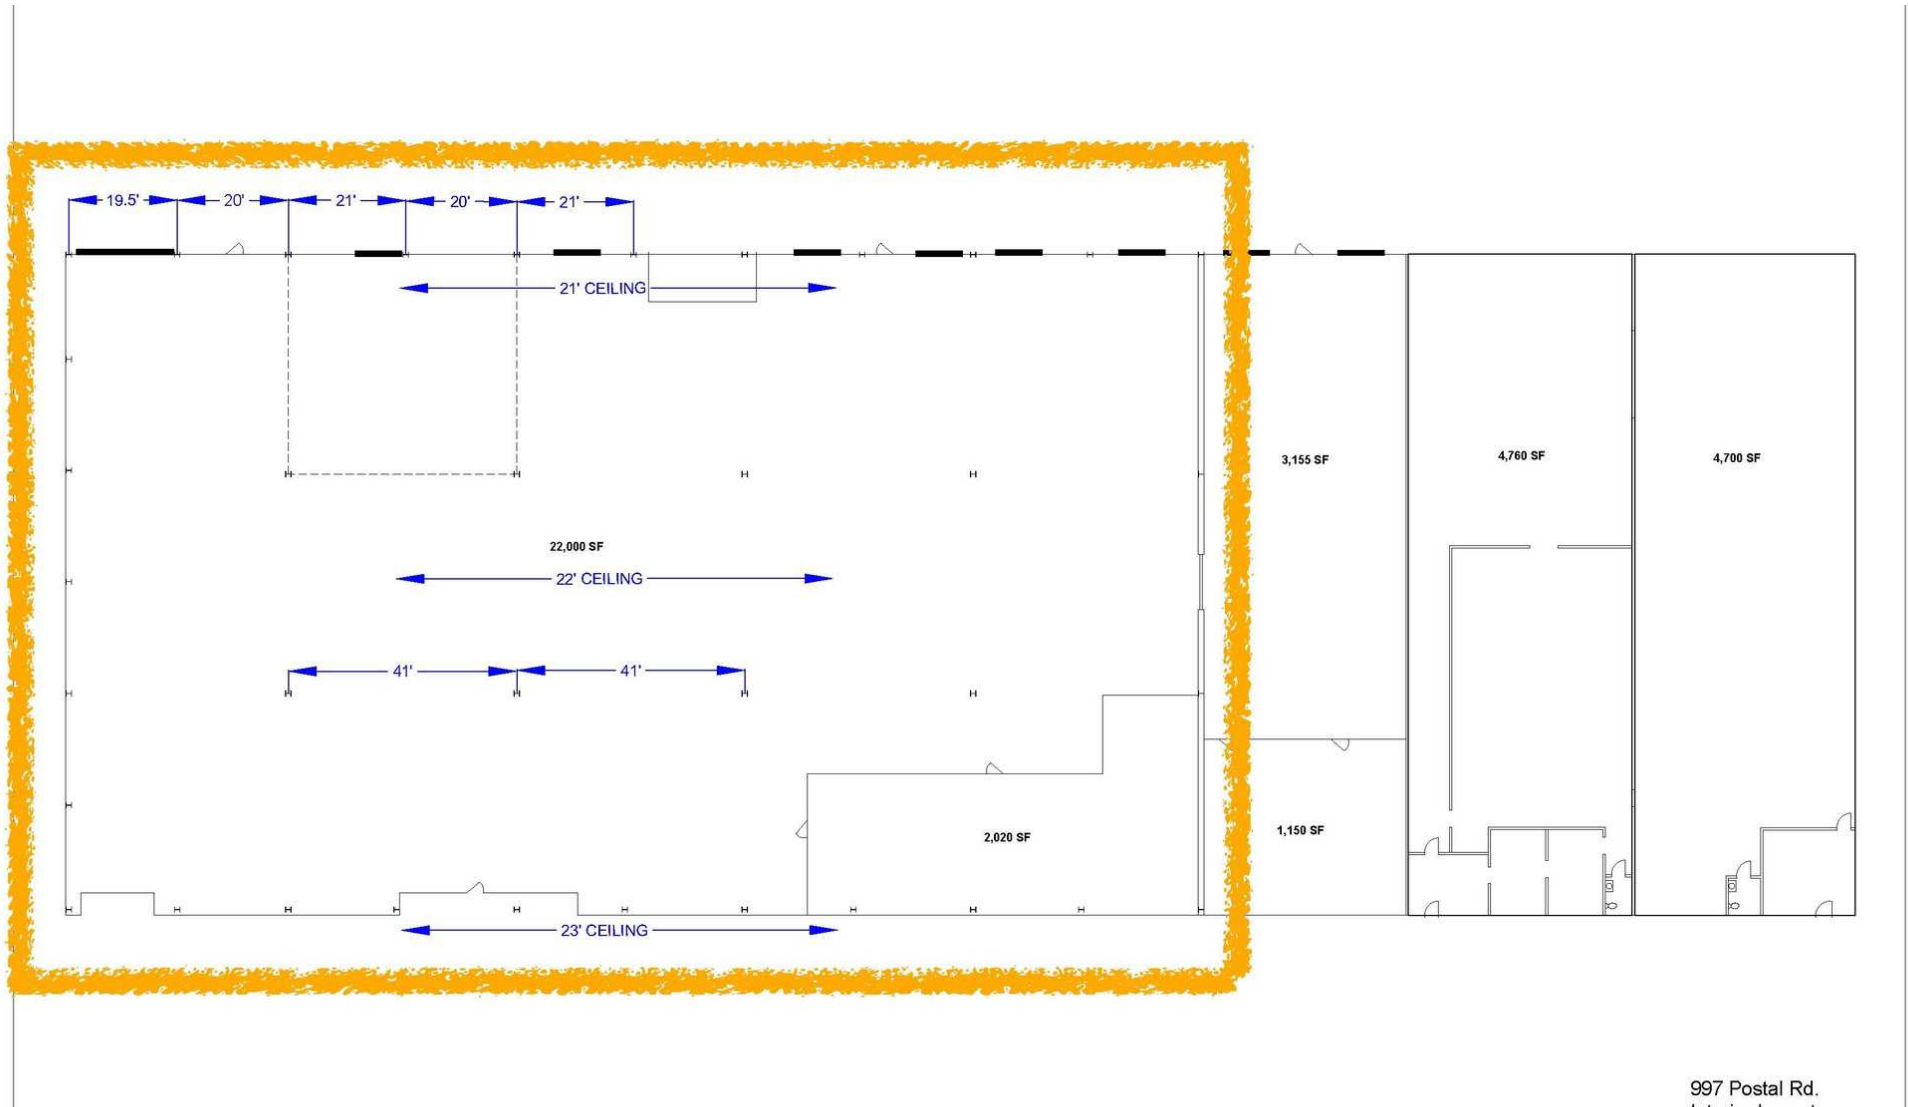 19.5' 20' 21' 20' 21'
21' CEILING
3,155 SF 4,760 SF 4,700 SF
22,000 SF
22' CEILING
41' 41'
2,020 SF 1,150 SF
23' CEILING
997 Postal Rd.